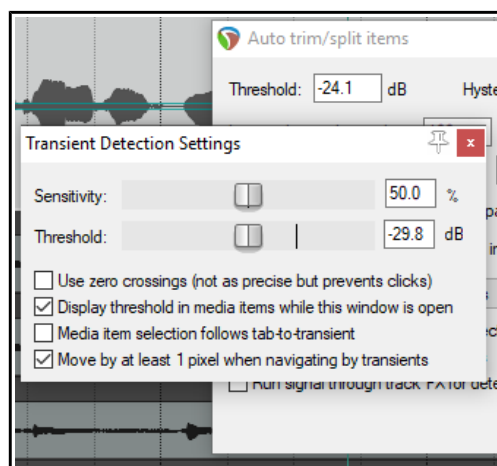 Auto trim/split items
Threshold: -24.1 dB
Transient Detection Settings
Sensitivity: 50.0 %
Threshold: -29.8 dB
Use zero crossings (not as precise but prevents clicks)
Display threshold in media items while this window is open
Media item selection follows tab-to-transient
Move by at least 1 pixel when navigating by transients
Run signal through track FX for